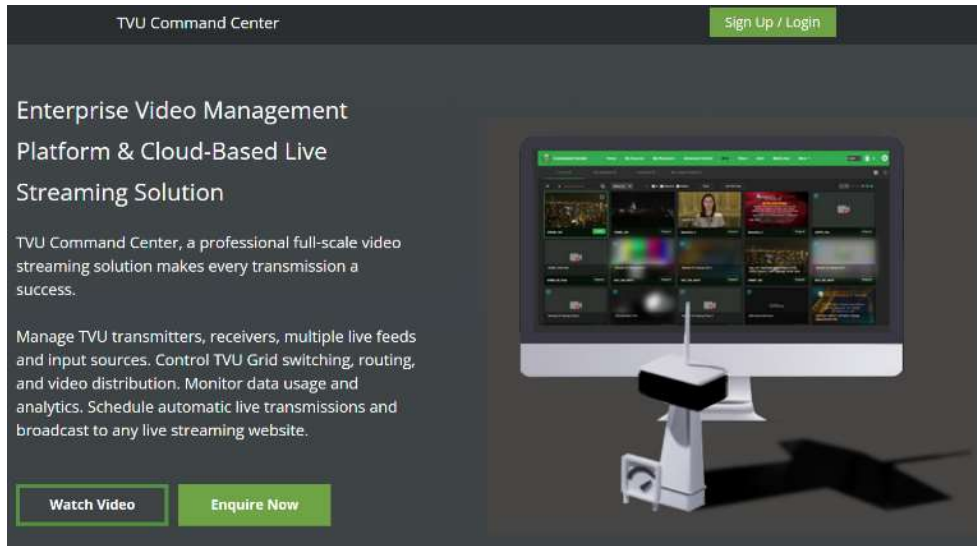 TVU Command Center
Sign Up / Login
Enterprise Video Management
Platform & Cloud-Based Live
Streaming Solution
TVU Command Center, a professional full-scale video
streaming solution makes every transmission a
success.
Manage TVU transmitters, receivers, multiple live feeds
and input sources. Control TVU Grid switching, routing,
and video distribution. Monitor data usage and
analytics. Schedule automatic live transmissions and
broadcast to any live streaming website.
Watch Video
Enquire Now